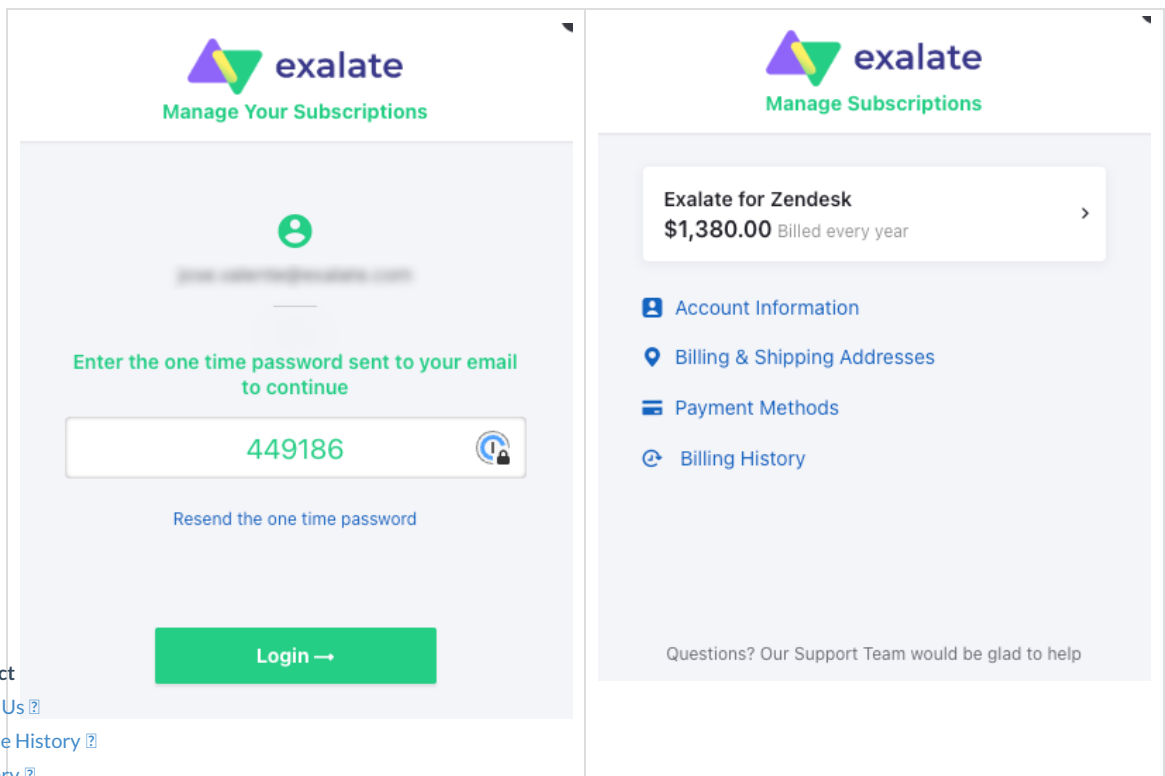 exalate
Manage Your Subscriptions
Enter the one time password sent to your email
to continue
449186
Resend the one time password
Login →
ct
Us
e History
ry
exalate
Manage Subscriptions
Exalate for Zendesk
$1,380.00 Billed every year
Account Information
Billing & Shipping Addresses
Payment Methods
Billing History
Questions? Our Support Team would be glad to help